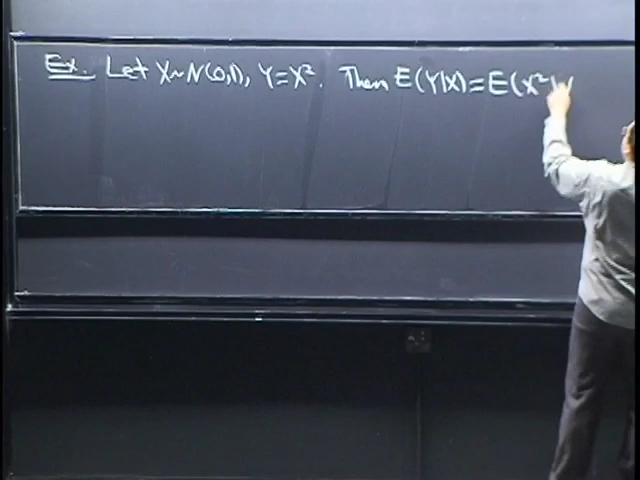 Ex. Let X~N(0,1), Y=X². Then E(Y|X)=E(X²|